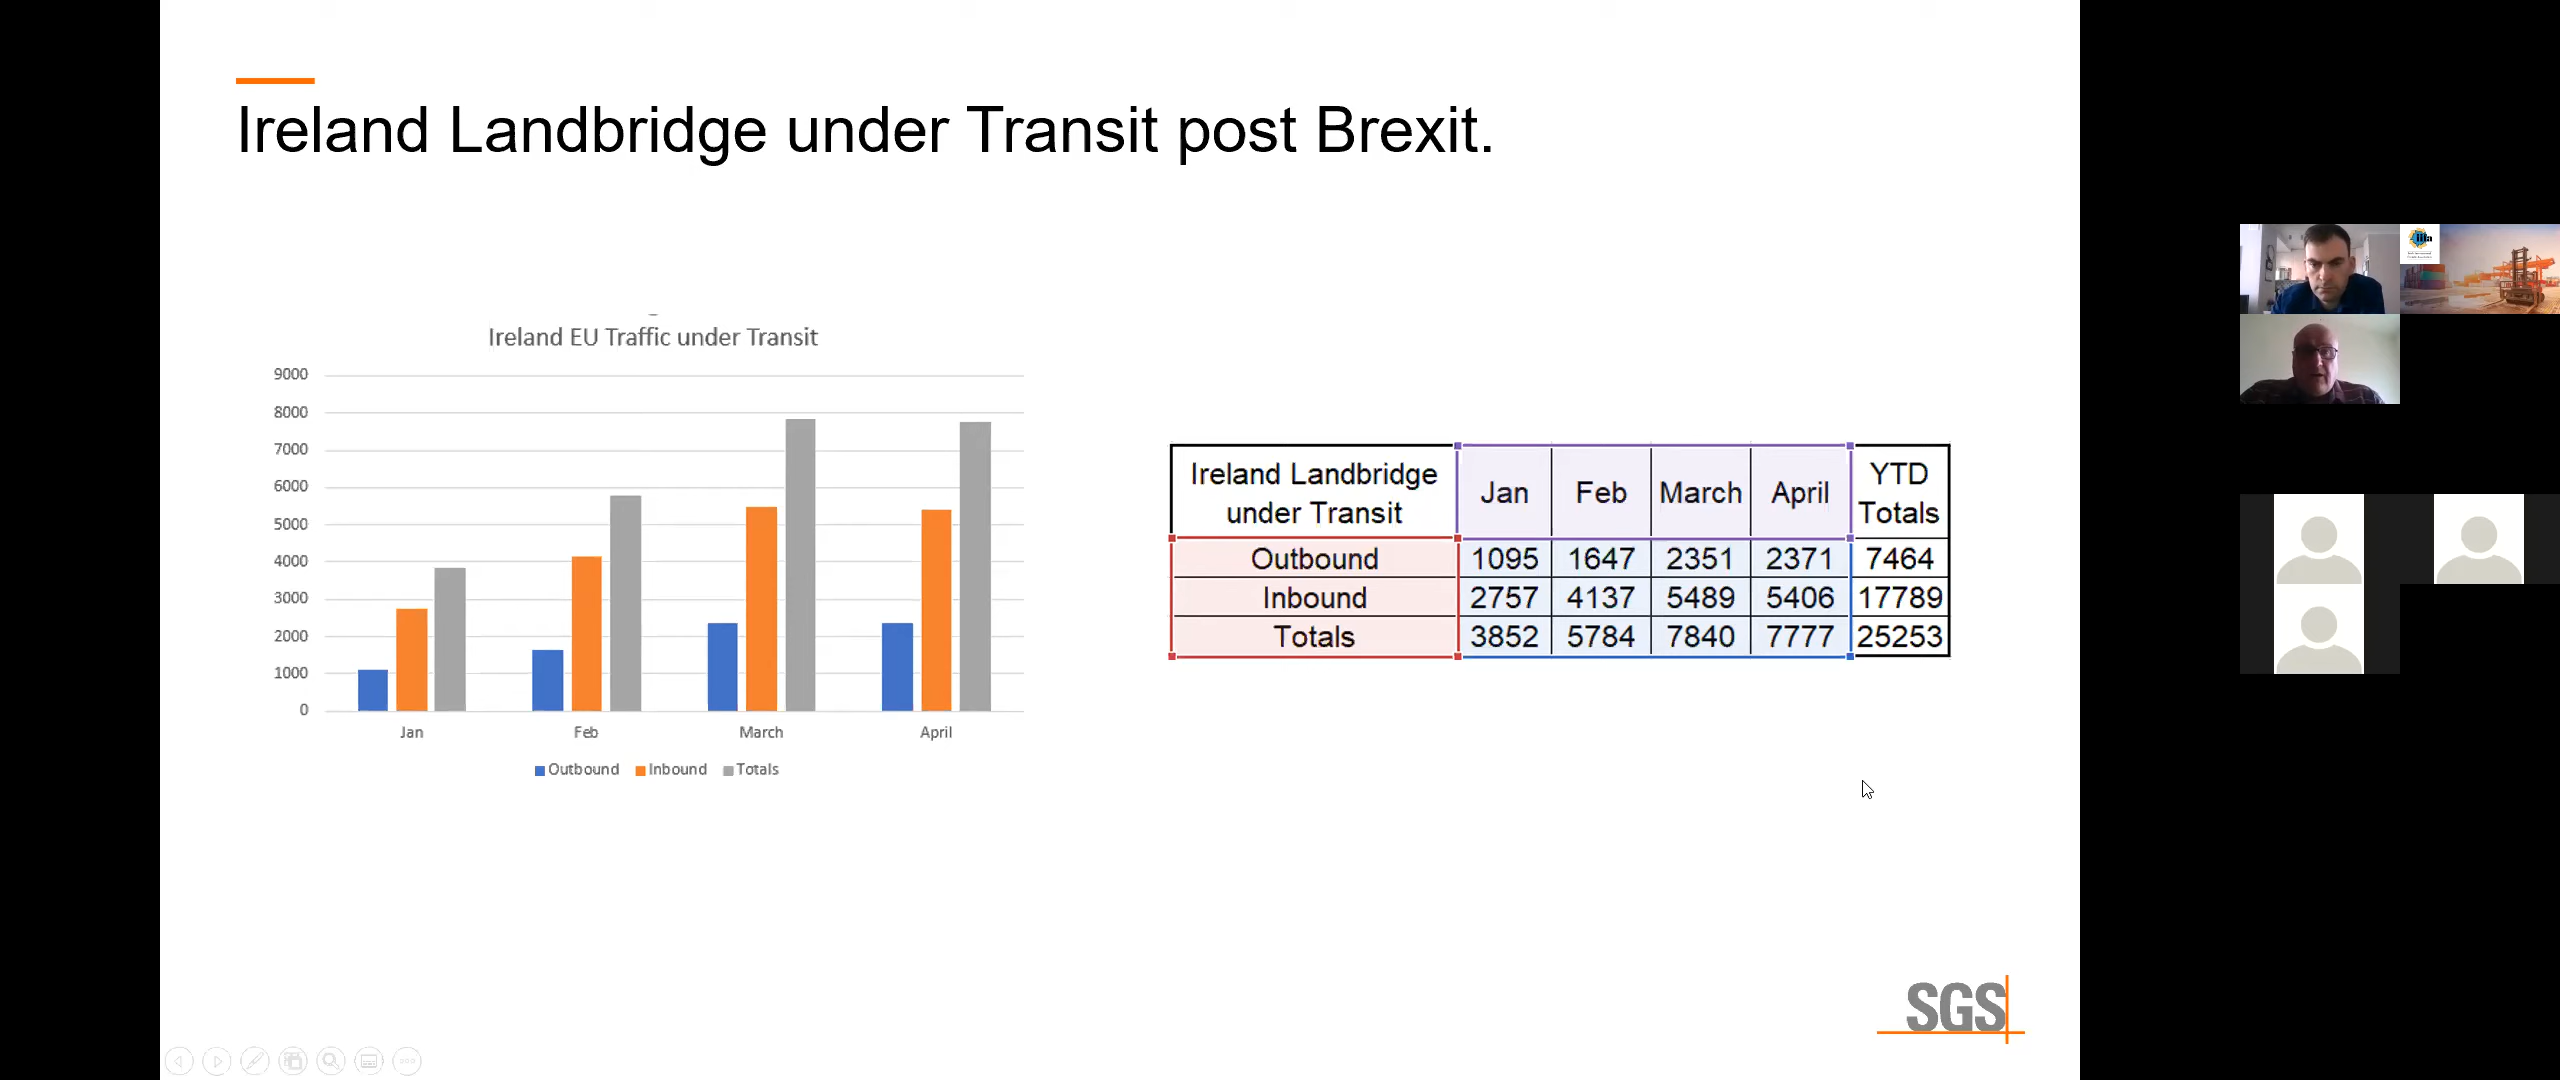 Ireland Landbridge under Transit post Brexit.
Ireland EU Traffic under Transit
9000
8000
7000
6000
5000
4000
3000
2000
1000
0
Jan Feb March April
Outbound Inbound Totals
Ireland Landbridge under Transit Jan Feb March April YTD Totals
Outbound 1095 1647 2351 2371 7464
Inbound 2757 4137 5489 5406 17789
Totals 3852 5784 7840 7777 25253
SGS